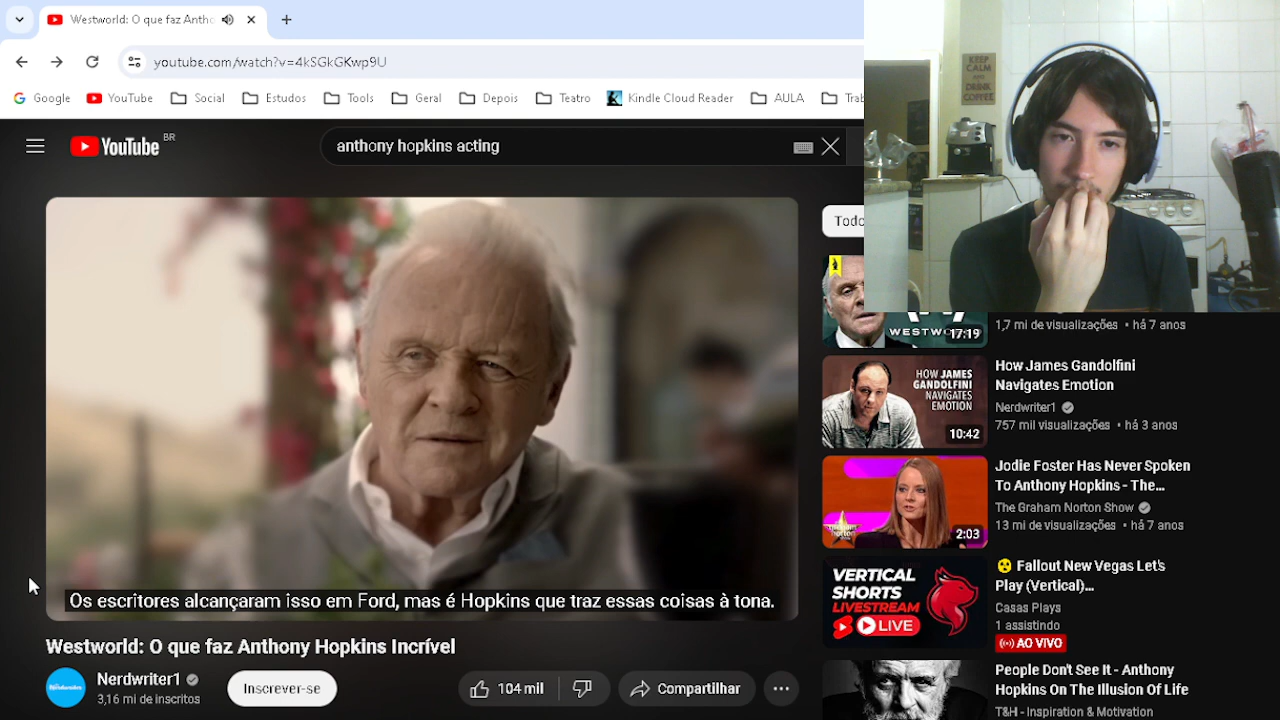 Westworld: O que faz Antho
youtube.com/watch?v=4kSGkGKwp9U
Google
YouTube
Social
Tools
Geral
Depois
Teatro
Kindle Cloud Reader
AULA
KEEP
CALM
AND
DRINK
COFFEE
YouTube BR
anthony hopkins acting
Todo
WESTWO
17:19
1,7 mi de visualizações • há 7 anos
HOW JAMES
GANDOLFINI
NAVIGATES
EMOTION
10:42
How James Gandolfini
Navigates Emotion
Nerdwriter1
757 mil visualizações • há 3 anos
2:03
Jodie Foster Has Never Spoken
To Anthony Hopkins - The...
The Graham Norton Show
13 mi de visualizações • há 7 anos
VERTICAL
SHORTS
LIVESTREAM
LIVE
😗 Fallout New Vegas Let's
Play (Vertical)...
Casas Plays
1 assistindo
AO VIVO
People Don't See It - Anthony
Hopkins On The Illusion Of Life
T&H - Inspiration & Motivation
Os escritores alcançaram isso em Ford, mas é Hopkins que traz essas coisas à tona.
Westworld: O que faz Anthony Hopkins Incrível
Nerdwriter1
3,16 mi de inscritos
Inscrever-se
104 mil
Compartilhar